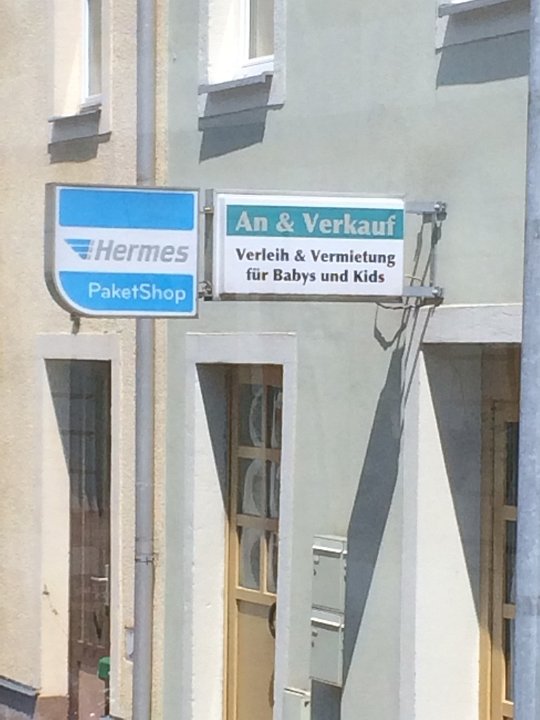 Hermes
PaketShop
An & Verkauf
Verleih & Vermietung
für Babys und Kids